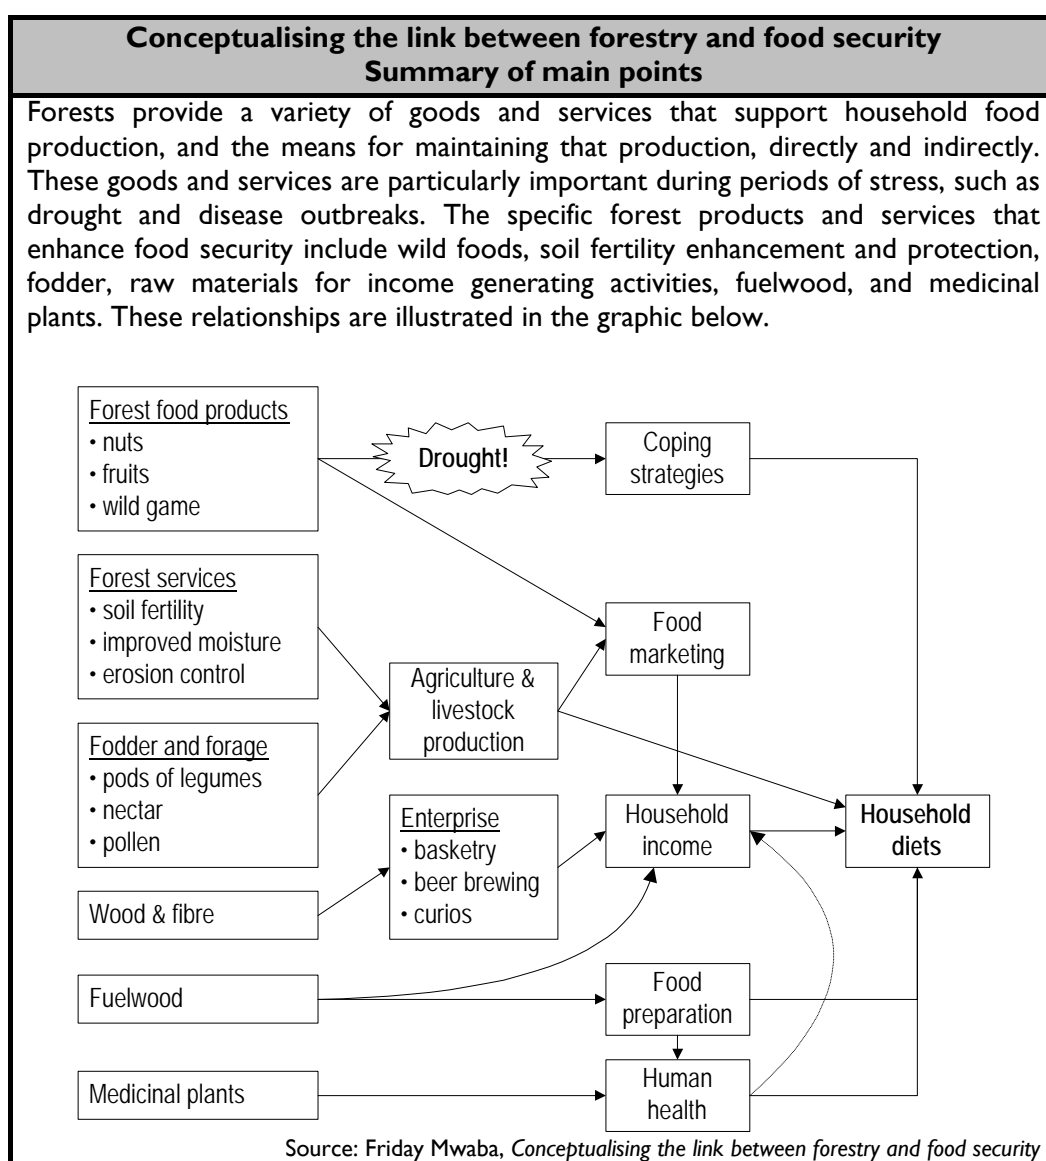 Conceptualising the link between forestry and food security
Summary of main points
Forests provide a variety of goods and services that support household food
production, and the means for maintaining that production, directly and indirectly.
These goods and services are particularly important during periods of stress, such as
drought and disease outbreaks. The specific forest products and services that
enhance food security include wild foods, soil fertility enhancement and protection,
fodder, raw materials for income generating activities, fuelwood, and medicinal
plants. These relationships are illustrated in the graphic below.
Forest food products
• nuts
• fruits
• wild game
Drought!
Coping
strategies
Forest services
• soil fertility
• improved moisture
• erosion control
Food
marketing
Agriculture &
livestock
production
Fodder and forage
• pods of legumes
• nectar
• pollen
Enterprise
• basketry
• beer brewing
• curios
Household
income
Household
diets
Wood & fibre
Fuelwood
Food
preparation
Medicinal plants
Human
health
Source: Friday Mwaba, Conceptualising the link between forestry and food security